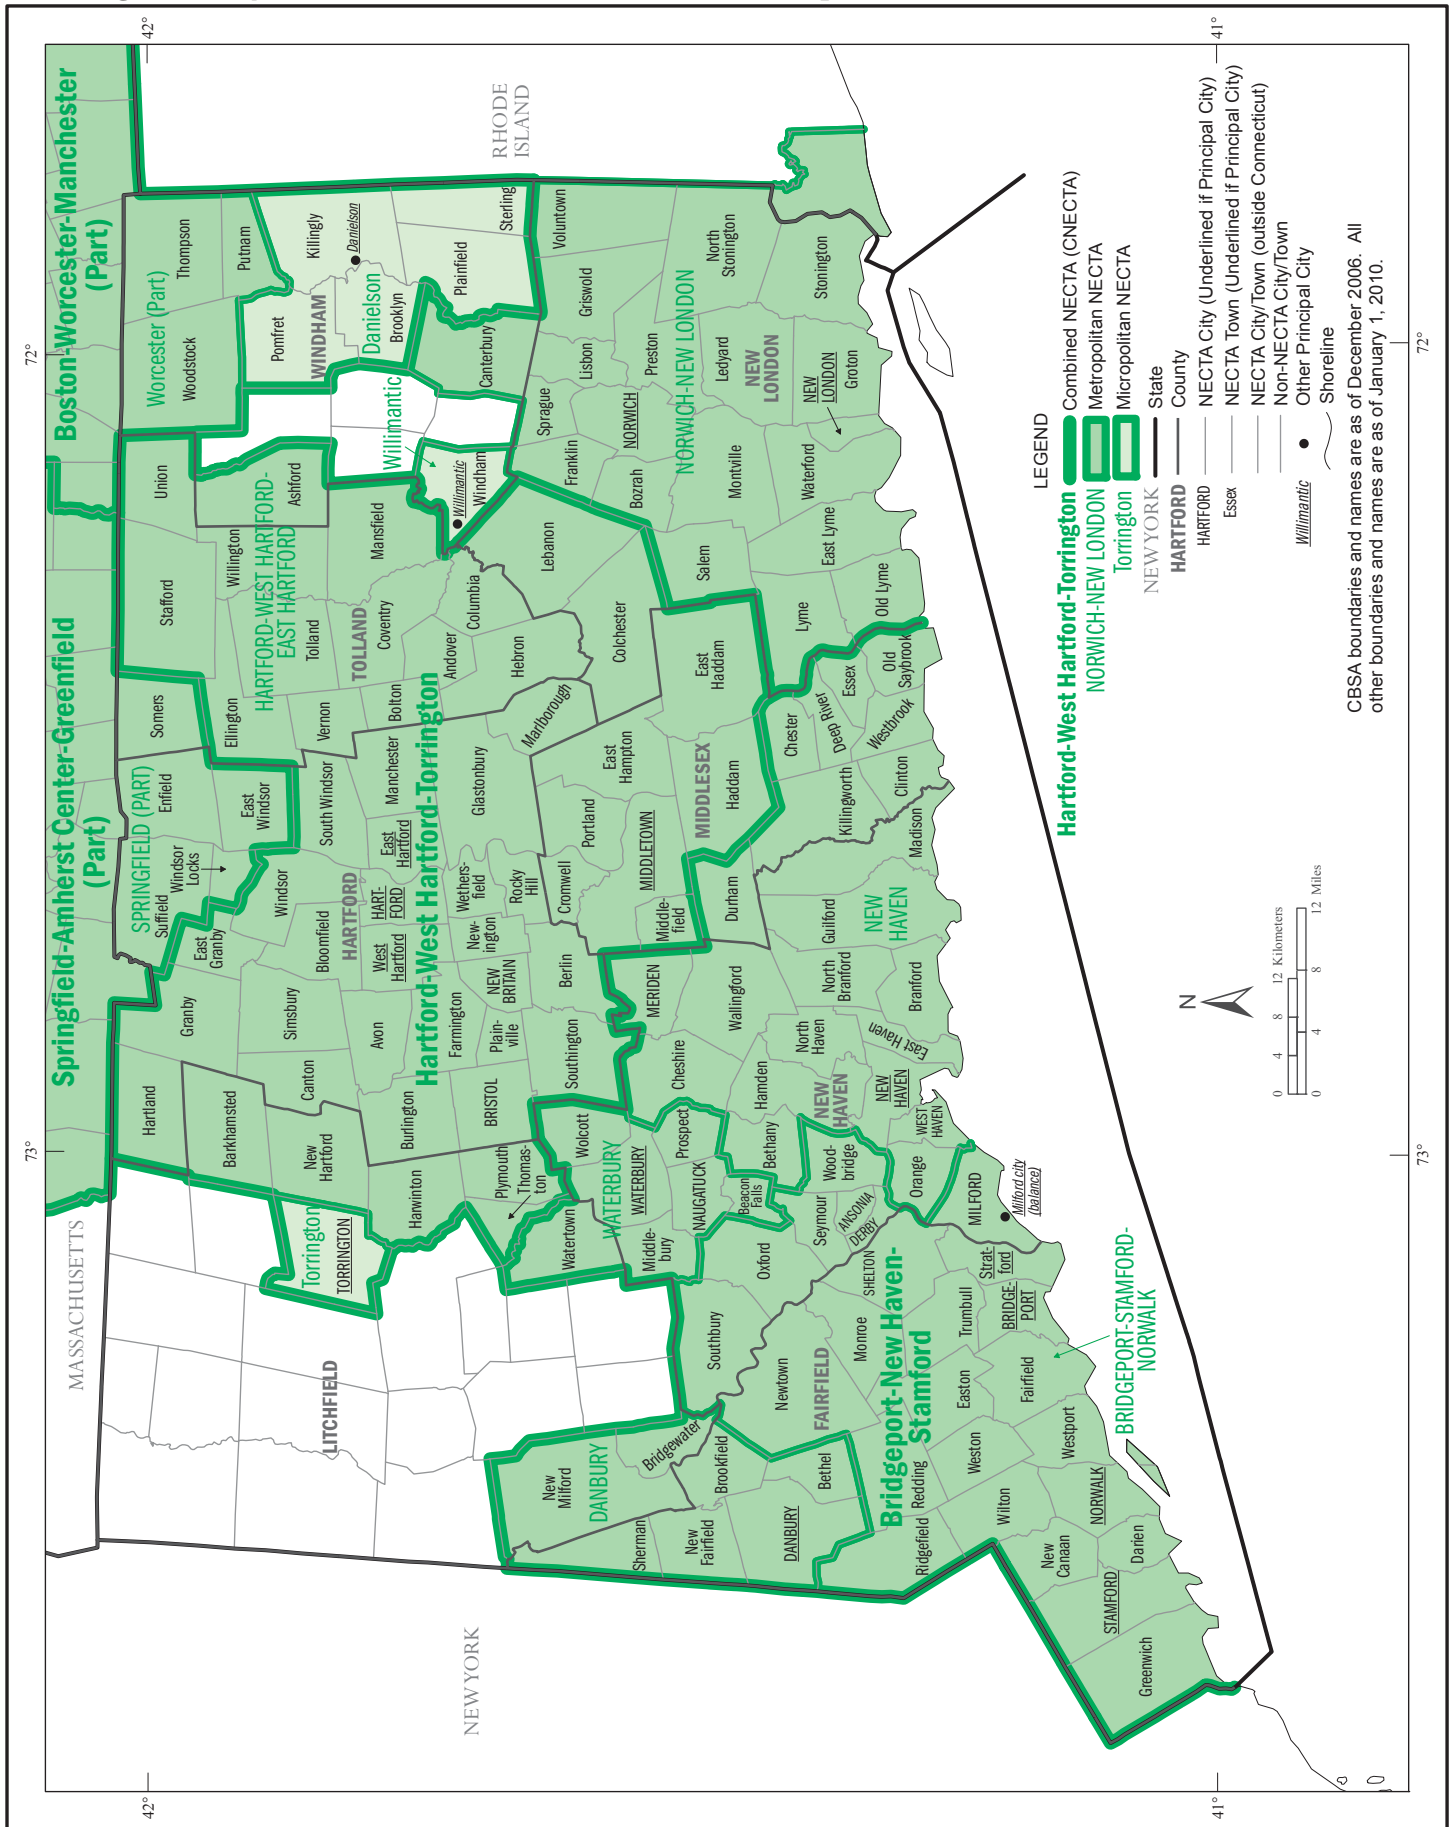 Springfield-Amherst Center-Greenfield
(Part)
Boston-Worcester-Manchester
(Part)
73°
72°
42°
42°
41°
41°
73°
72°
MASSACHUSETTS
NEW YORK
RHODE
ISLAND
LITCHFIELD
HARTFORD
TOLLAND
WINDHAM
FAIRFIELD
NEW
HAVEN
MIDDLESEX
NEW
LONDON
Hartford-West Hartford-Torrington
Bridgeport-New Haven-
Stamford
SPRINGFIELD (PART)
Worcester (Part)
HARTFORD-WEST HARTFORD-
EAST HARTFORD
Torrington
Willimantic
Danielson
WATERBURY
DANBURY
NEW
HAVEN
NORWICH-NEW LONDON
BRIDGEPORT-STAMFORD-
NORWALK
Hartland
Granby
Suffield
East
Granby
Windsor
Locks
Enfield
Somers
East
Windsor
Ellington
Stafford
Union
Woodstock
Thompson
Putnam
Barkhamsted
New
Hartford
Canton
Simsbury
Bloomfield
Windsor
South Windsor
Vernon
Tolland
Willington
Ashford
Pomfret
Killingly
Danielson
Brooklyn
TORRINGTON
Harwinton
Burlington
Avon
West
Hartford
HART-
FORD
East
Hartford
Manchester
Bolton
Coventry
Mansfield
Andover
Columbia
Willimantic
Windham
Canterbury
Plainfield
Sterling
Plymouth
Thomas-
ton
BRISTOL
Farmington
Plain-
ville
NEW
BRITAIN
New-
ington
Wethers-
field
Rocky
Hill
Glastonbury
Marlborough
Hebron
Lebanon
Watertown
Wolcott
Southington
Berlin
Cromwell
Portland
East
Hampton
Colchester
Franklin
Sprague
Lisbon
Griswold
Voluntown
Middle-
bury
WATERBURY
Prospect
NAUGATUCK
Cheshire
MERIDEN
Middle-
field
MIDDLETOWN
Haddam
East
Haddam
Salem
Bozrah
NORWICH
Preston
North
Stonington
Beacon
Falls
Bethany
Hamden
Wallingford
Durham
Chester
Deep River
Essex
Lyme
Montville
Ledyard
Stonington
New
Milford
Bridgewater
Sherman
New
Fairfield
Brookfield
Southbury
Oxford
Seymour
ANSONIA
DERBY
Wood-
bridge
North
Haven
North
Branford
Guilford
Madison
Killingworth
Clinton
Westbrook
Old
Saybrook
Old Lyme
East Lyme
Waterford
NEW
LONDON
Groton
DANBURY
Bethel
Newtown
Monroe
SHELTON
Orange
WEST
HAVEN
NEW
HAVEN
East Haven
Branford
MILFORD
Milford city
(balance)
Ridgefield
Redding
Easton
Trumbull
Strat-
ford
BRIDGE-
PORT
Fairfield
Weston
Wilton
Westport
NORWALK
New
Canaan
Darien
STAMFORD
Greenwich
N
0 4 8 12 Kilometers
0 4 8 12 Miles
LEGEND
Hartford-West Hartford-Torrington Combined NECTA (CNECTA)
NORWICH-NEW LONDON Metropolitan NECTA
Torrington Micropolitan NECTA
NEW YORK State
HARTFORD County
HARTFORD NECTA City (Underlined if Principal City)
Essex NECTA Town (Underlined if Principal City)
NECTA City/Town (outside Connecticut)
Non-NECTA City/Town
Willimantic Other Principal City
Shoreline
CBSA boundaries and names are as of December 2006. All
other boundaries and names are as of January 1, 2010.